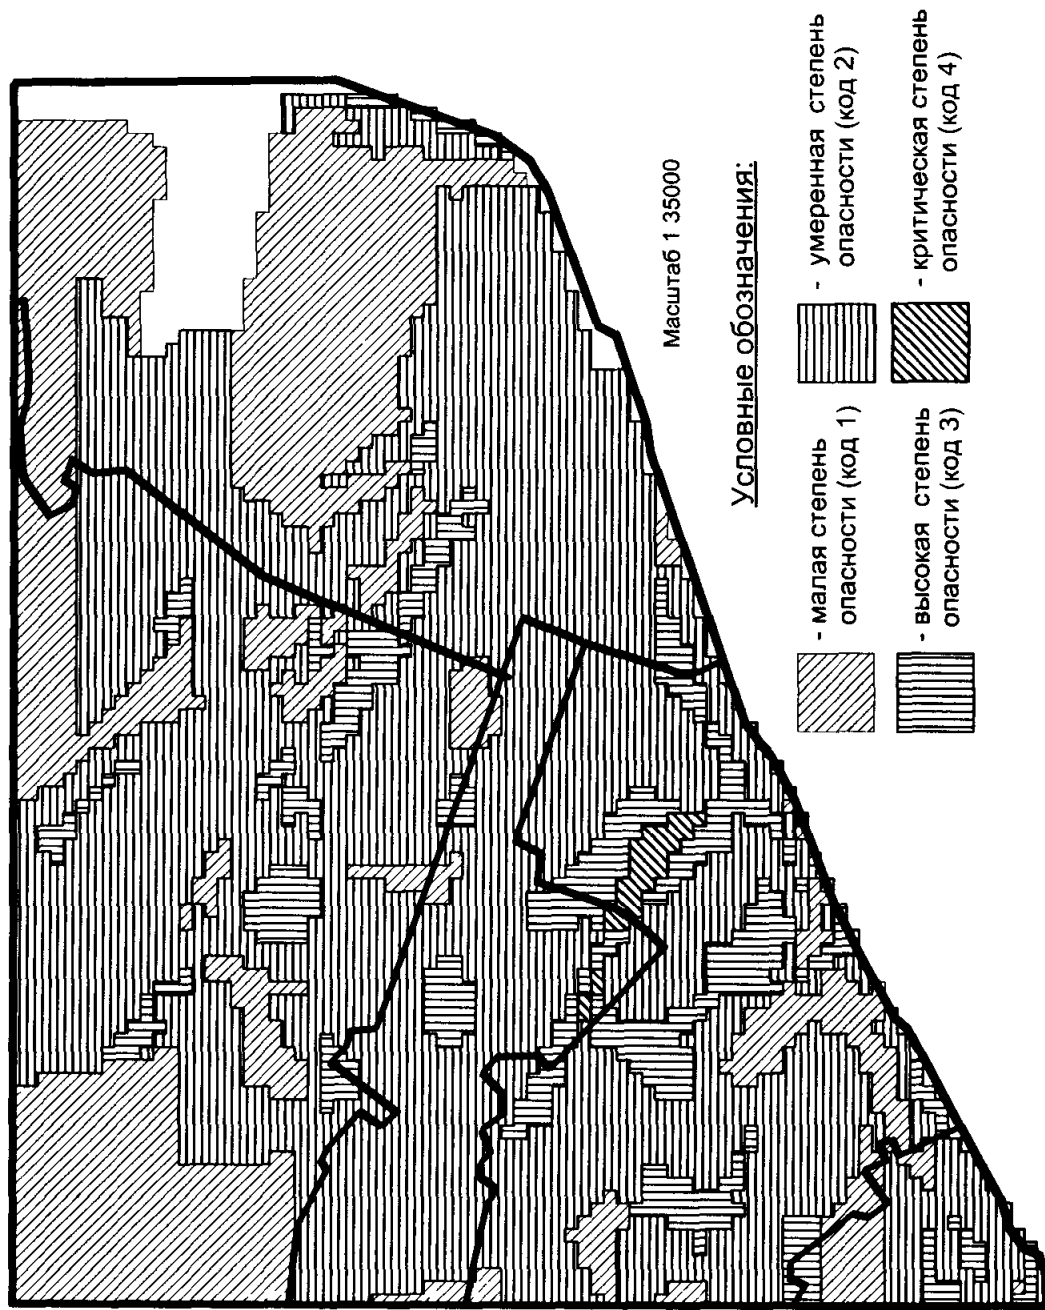 Масштаб 1 35000
Условные обозначения:
- малая степень
опасности (код 1)
- умеренная степень
опасности (код 2)
- высокая степень
опасности (код 3)
- критическая степень
опасности (код 4)